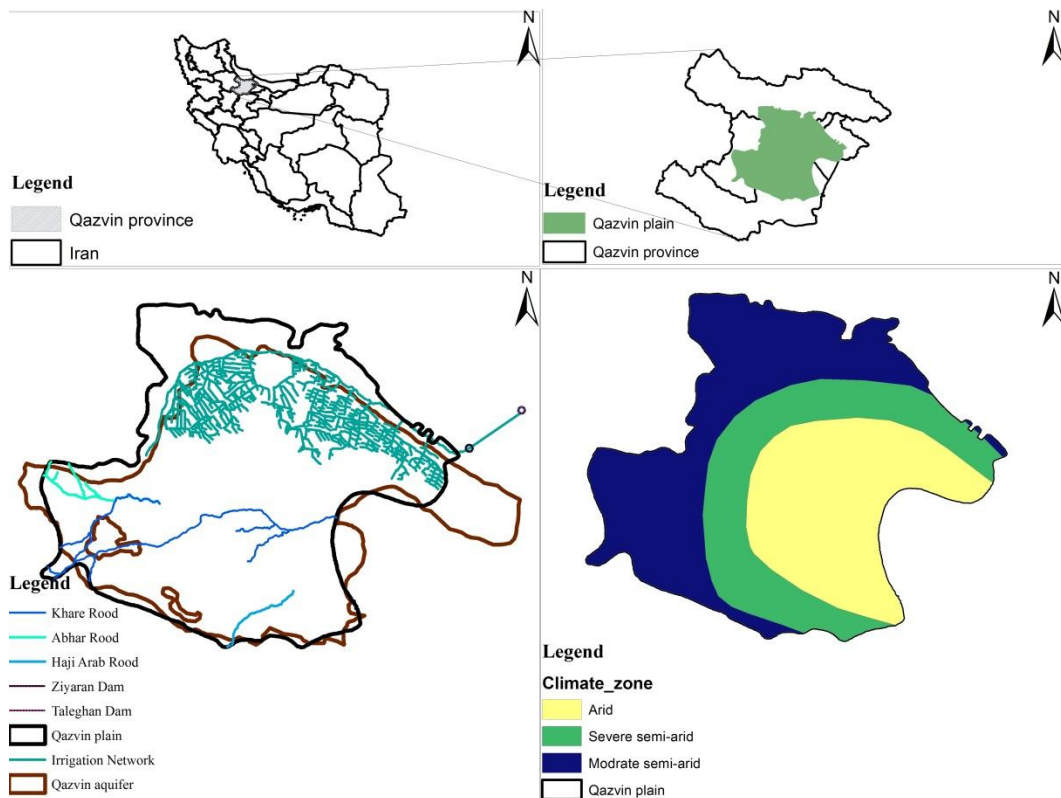 N
Legend
Qazvin province
Iran
N
Legend
Qazvin plain
Qazvin province
N
Legend
Khare Rood
Abhar Rood
Haji Arab Rood
Ziyaran Dam
Taleghan Dam
Qazvin plain
Irrigation Network
Qazvin aquifer
N
Legend
Climate_zone
Arid
Severe semi-arid
Modrate semi-arid
Qazvin plain